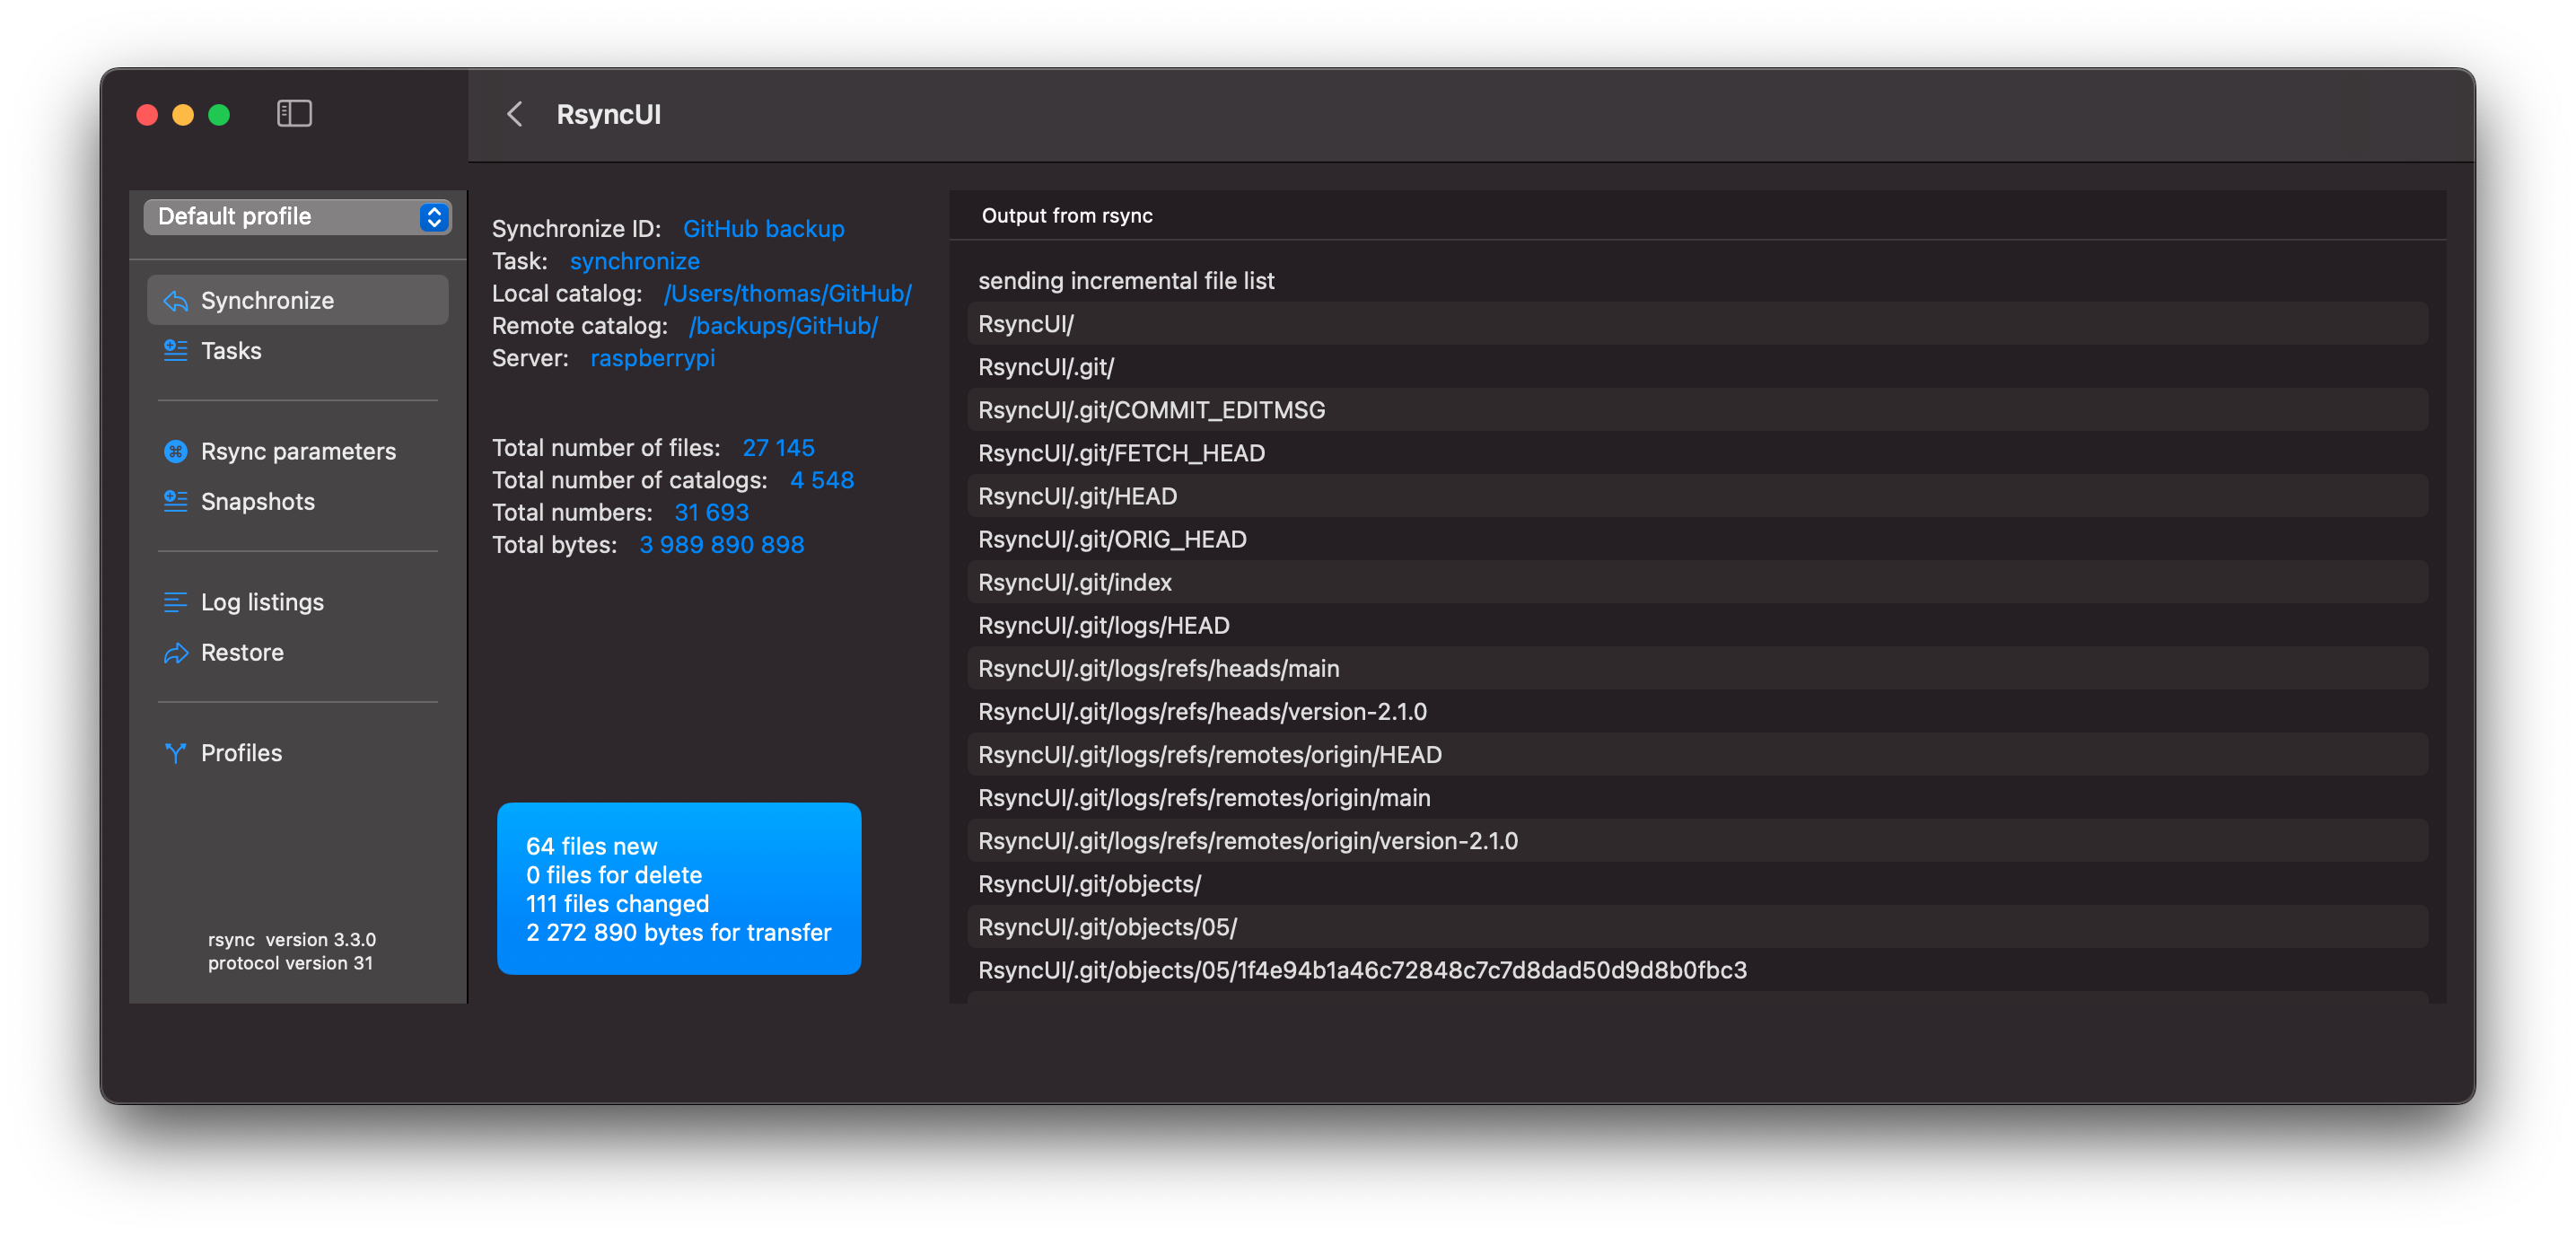 RsyncUI
Default profile
Synchronize
Tasks
Rsync parameters
Snapshots
Log listings
Restore
Profiles
rsync version 3.3.0
protocol version 31
Synchronize ID: GitHub backup
Task: synchronize
Local catalog: /Users/thomas/GitHub/
Remote catalog: /backups/GitHub/
Server: raspberrypi
Total number of files: 27 145
Total number of catalogs: 4 548
Total numbers: 31 693
Total bytes: 3 989 890 898
64 files new
0 files for delete
111 files changed
2 272 890 bytes for transfer
Output from rsync
sending incremental file list
RsyncUI/
RsyncUI/.git/
RsyncUI/.git/COMMIT_EDITMSG
RsyncUI/.git/FETCH_HEAD
RsyncUI/.git/HEAD
RsyncUI/.git/ORIG_HEAD
RsyncUI/.git/index
RsyncUI/.git/logs/HEAD
RsyncUI/.git/logs/refs/heads/main
RsyncUI/.git/logs/refs/heads/version-2.1.0
RsyncUI/.git/logs/refs/remotes/origin/HEAD
RsyncUI/.git/logs/refs/remotes/origin/main
RsyncUI/.git/logs/refs/remotes/origin/version-2.1.0
RsyncUI/.git/objects/
RsyncUI/.git/objects/05/
RsyncUI/.git/objects/05/1f4e94b1a46c72848c7c7d8dad50d9d8b0fbc3